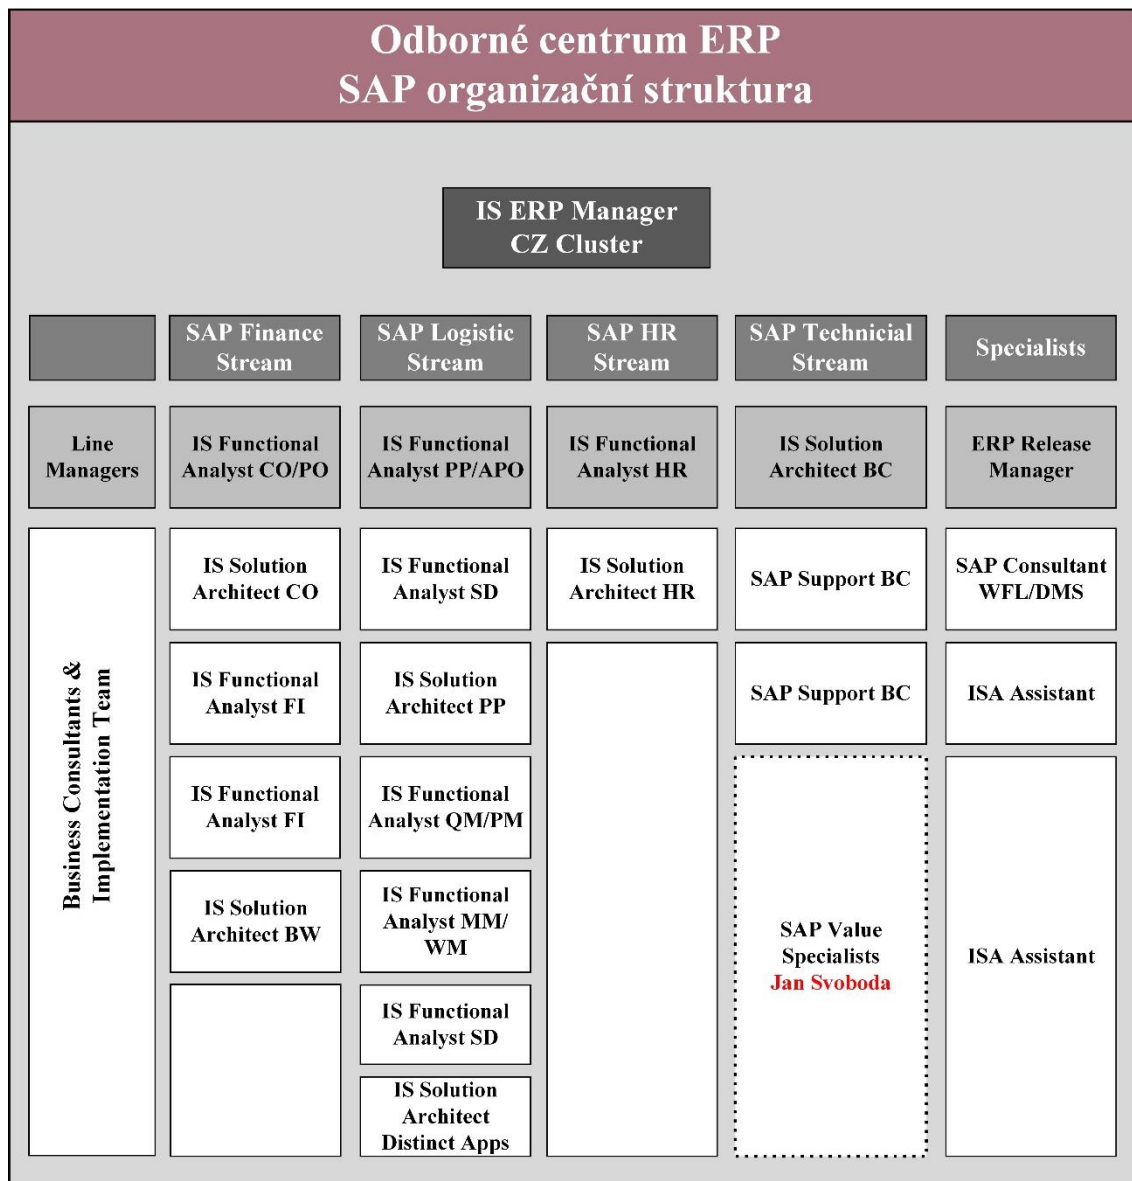 Odborné centrum ERP
SAP organizační struktura
IS ERP Manager
CZ Cluster
SAP Finance
Stream
SAP Logistic
Stream
SAP HR
Stream
SAP Technicial
Stream
Specialists
Line
Managers
IS Functional
Analyst CO/PO
IS Functional
Analyst PP/APO
IS Functional
Analyst HR
IS Solution
Architect BC
ERP Release
Manager
Business Consultants &
Implementation Team
IS Solution
Architect CO
IS Functional
Analyst SD
IS Solution
Architect HR
SAP Support BC
SAP Consultant
WFL/DMS
IS Functional
Analyst FI
IS Solution
Architect PP
SAP Support BC
ISA Assistant
IS Functional
Analyst FI
IS Functional
Analyst QM/PM
SAP Value
Specialists
Jan Svoboda
ISA Assistant
IS Solution
Architect BW
IS Functional
Analyst MM/
WM
IS Functional
Analyst SD
IS Solution
Architect
Distinct Apps